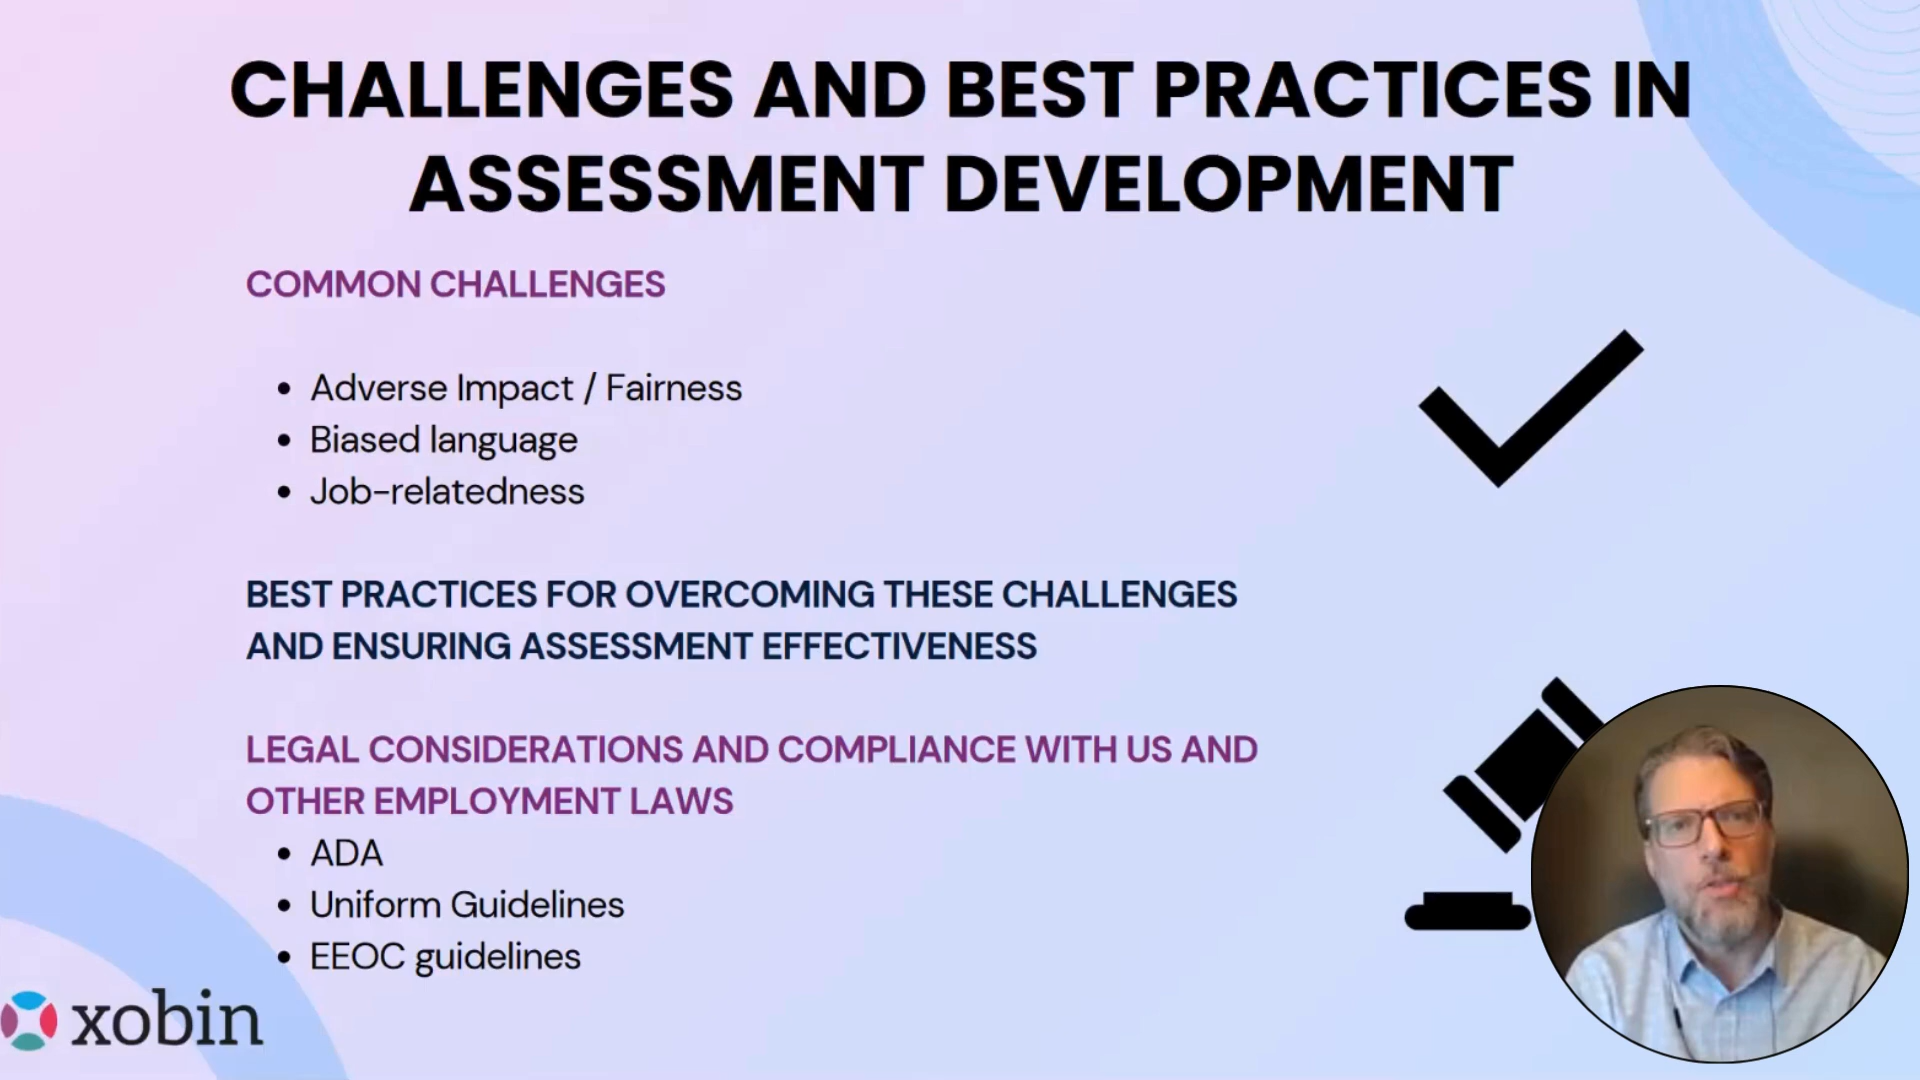 CHALLENGES AND BEST PRACTICES IN
ASSESSMENT DEVELOPMENT
COMMON CHALLENGES
• Adverse Impact / Fairness
• Biased language
• Job-relatedness
BEST PRACTICES FOR OVERCOMING THESE CHALLENGES
AND ENSURING ASSESSMENT EFFECTIVENESS
LEGAL CONSIDERATIONS AND COMPLIANCE WITH US AND
OTHER EMPLOYMENT LAWS
• ADA
• Uniform Guidelines
• EEOC guidelines
xobin